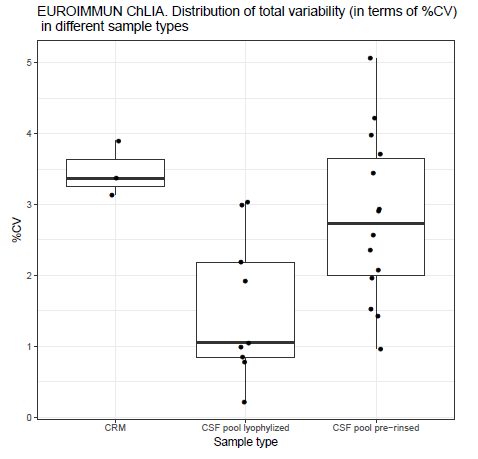 EUROIMMUN ChLIA. Distribution of total variability (in terms of %CV)
in different sample types
5
4
3
2
1
0
%CV
CRM
CSF pool lyophylized
CSF pool pre-rinsed
Sample type